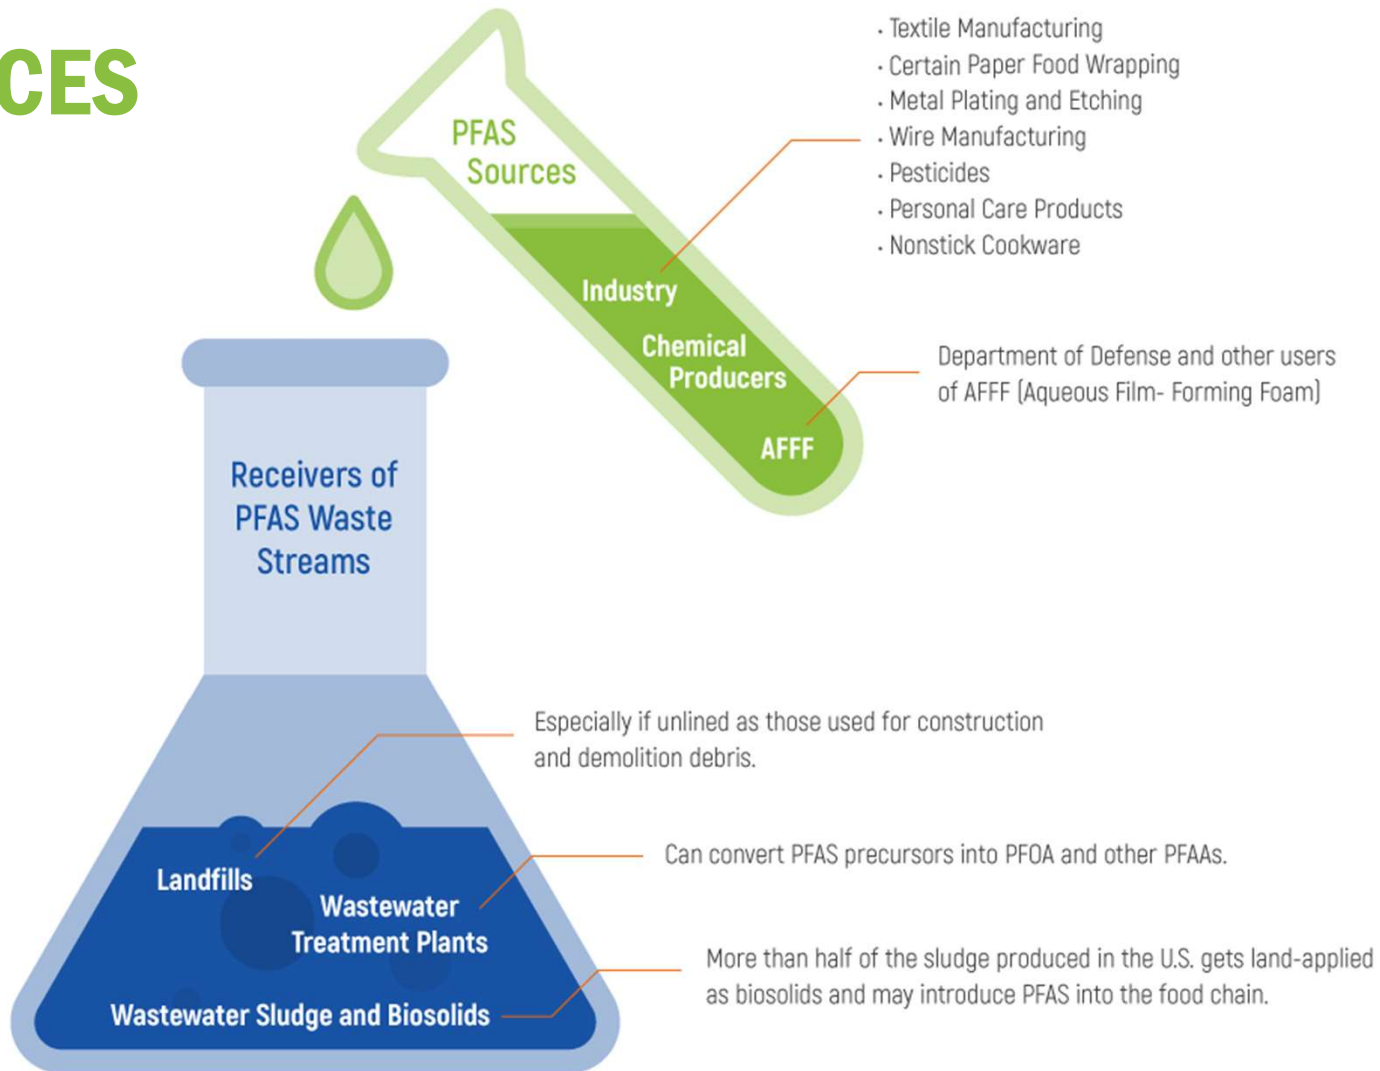 CES
PFAS
Sources
· Textile Manufacturing
· Certain Paper Food Wrapping
· Metal Plating and Etching
· Wire Manufacturing
· Pesticides
· Personal Care Products
· Nonstick Cookware
Industry
Chemical
Producers
AFFF
Department of Defense and other users
of AFFF (Aqueous Film- Forming Foam)
Receivers of
PFAS Waste
Streams
Especially if unlined as those used for construction
and demolition debris.
Landfills
Can convert PFAS precursors into PFOA and other PFAAs.
Wastewater
Treatment Plants
More than half of the sludge produced in the U.S. gets land-applied
as biosolids and may introduce PFAS into the food chain.
Wastewater Sludge and Biosolids